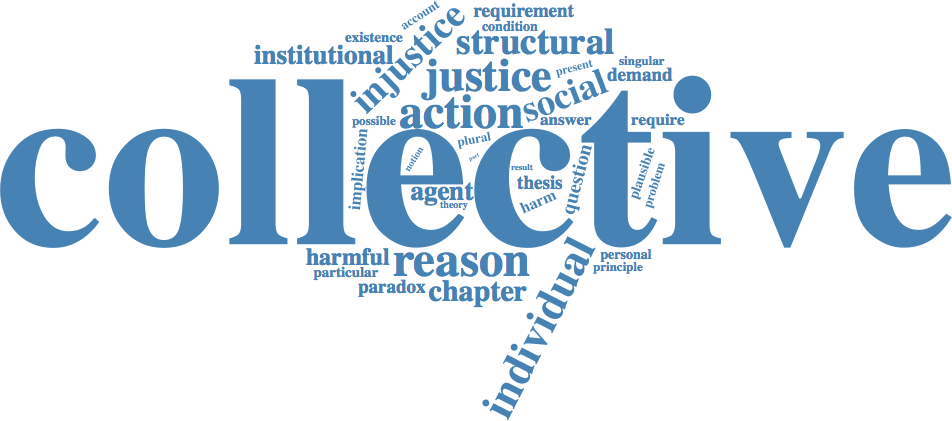 account
requirement
condition
existence
injustice
structural
institutional
singular
justice
present
demand
social
action
possible
answer
require
collective
plural
implication
notion
part
result
question
plausible
problem
agent
thesis
theory
harm
harmful
reason
personal
particular
principle
paradox
chapter
individual